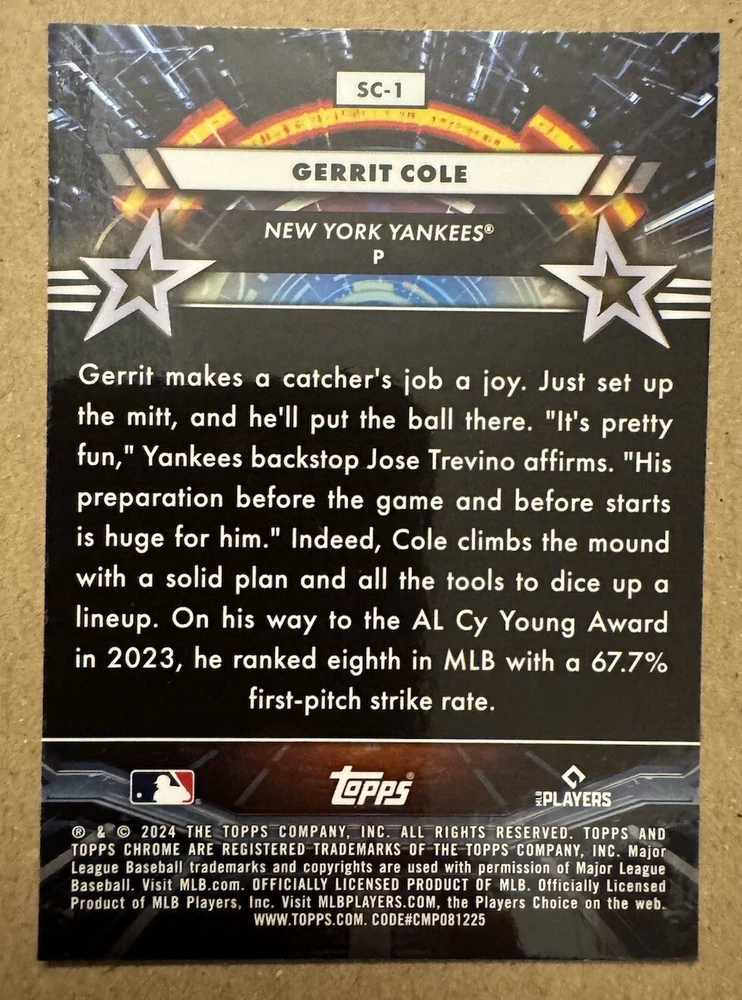 SC-1
GERRIT COLE
NEW YORK YANKEES®
P
Gerrit makes a catcher's job a joy. Just set up
the mitt, and he'll put the ball there. "It's pretty
fun," Yankees backstop Jose Trevino affirms. "His
preparation before the game and before starts
is huge for him." Indeed, Cole climbs the mound
with a solid plan and all the tools to dice up a
lineup. On his way to the AL Cy Young Award
in 2023, he ranked eighth in MLB with a 67.7%
first-pitch strike rate.
topps®
MLB PLAYERS
® & © 2024 THE TOPPS COMPANY, INC. ALL RIGHTS RESERVED. TOPPS AND
TOPPS CHROME ARE REGISTERED TRADEMARKS OF THE TOPPS COMPANY, INC. Major
League Baseball trademarks and copyrights are used with permission of Major League
Baseball. Visit MLB.com. OFFICIALLY LICENSED PRODUCT OF MLB. Officially Licensed
Product of MLB Players, Inc. Visit MLBPLAYERS.COM, the Players Choice on the web.
WWW.TOPPS.COM. CODE#CMP081225